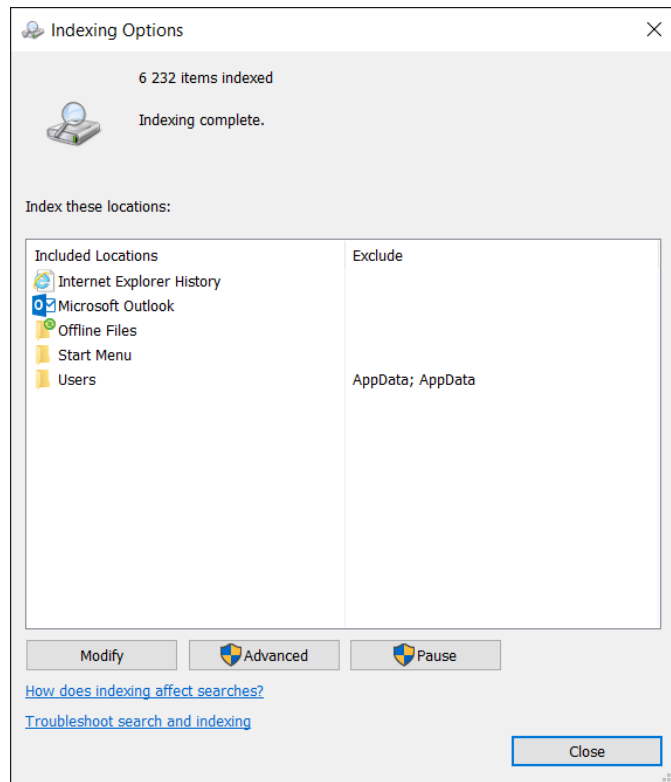 Indexing Options
6 232 items indexed
Indexing complete.
Index these locations:
Included Locations Exclude
Internet Explorer History
Microsoft Outlook
Offline Files
Start Menu
Users AppData; AppData
Modify Advanced Pause
How does indexing affect searches?
Troubleshoot search and indexing
Close